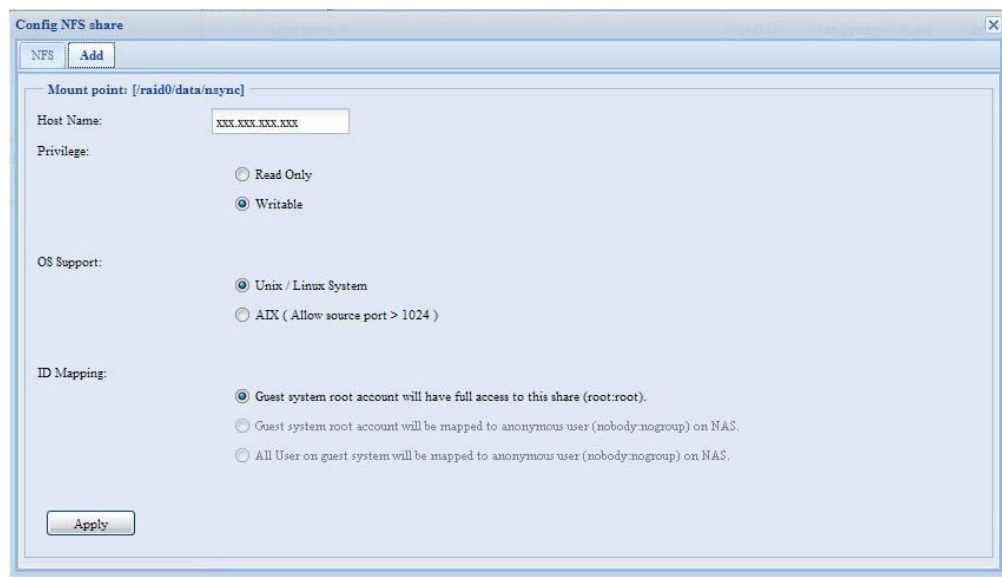 Config NFS share
NFS Add
Mount point: [/raid0/data/nsync]
Host Name: xxx.xxx.xxx.xxx
Privilege:
Read Only
Writable
OS Support:
Unix / Linux System
AIX ( Allow source port > 1024 )
ID Mapping:
Guest system root account will have full access to this share (root:root).
Guest system root account will be mapped to anonymous user (nobody:nogroup) on NAS.
All User on guest system will be mapped to anonymous user (nobody:nogroup) on NAS.
Apply